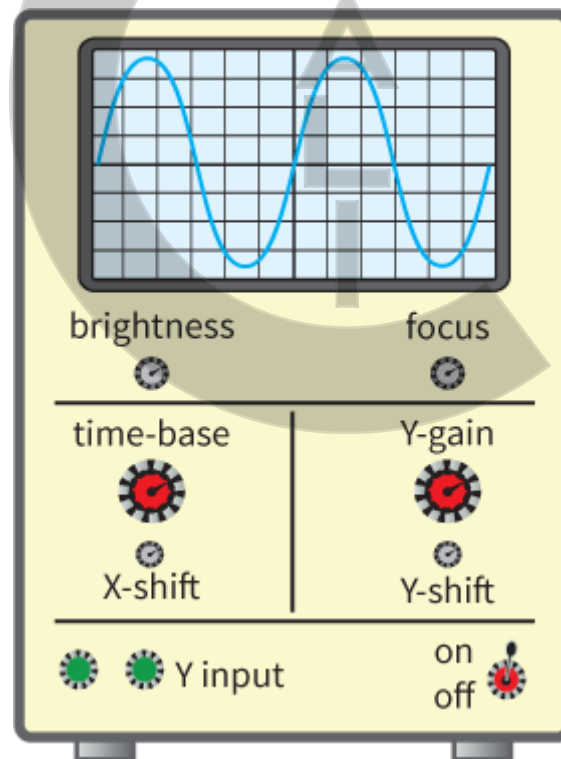 brightness focus
time-base Y-gain
X-shift Y-shift
Y input
on
off